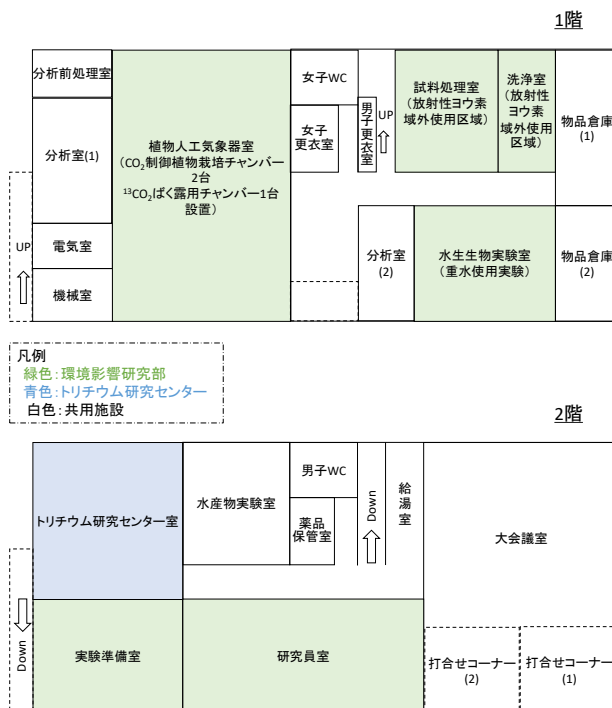 1階
分析前処理室
女子WC
試料処理室
(放射性ヨウ素
域外使用区域)
洗浄室
(放射性
ヨウ素
域外使用
区域)
物品倉庫
(1)
分析室(1)
植物人工気象器室
(CO₂制御植物栽培チャンバー
2台
¹³CO₂ばく露用チャンバー1台
設置)
女子
更衣室
男子更衣室
UP
UP
電気室
機械室
分析室
(2)
水生生物実験室
(重水使用実験)
物品倉庫
(2)
凡例
緑色:環境影響研究部
青色:トリチウム研究センター
白色:共用施設
2階
トリチウム研究センター室
水産物実験室
男子WC
薬品
保管室
Down
給湯室
大会議室
Down
実験準備室
研究員室
打合せコーナー
(2)
打合せコーナー
(1)